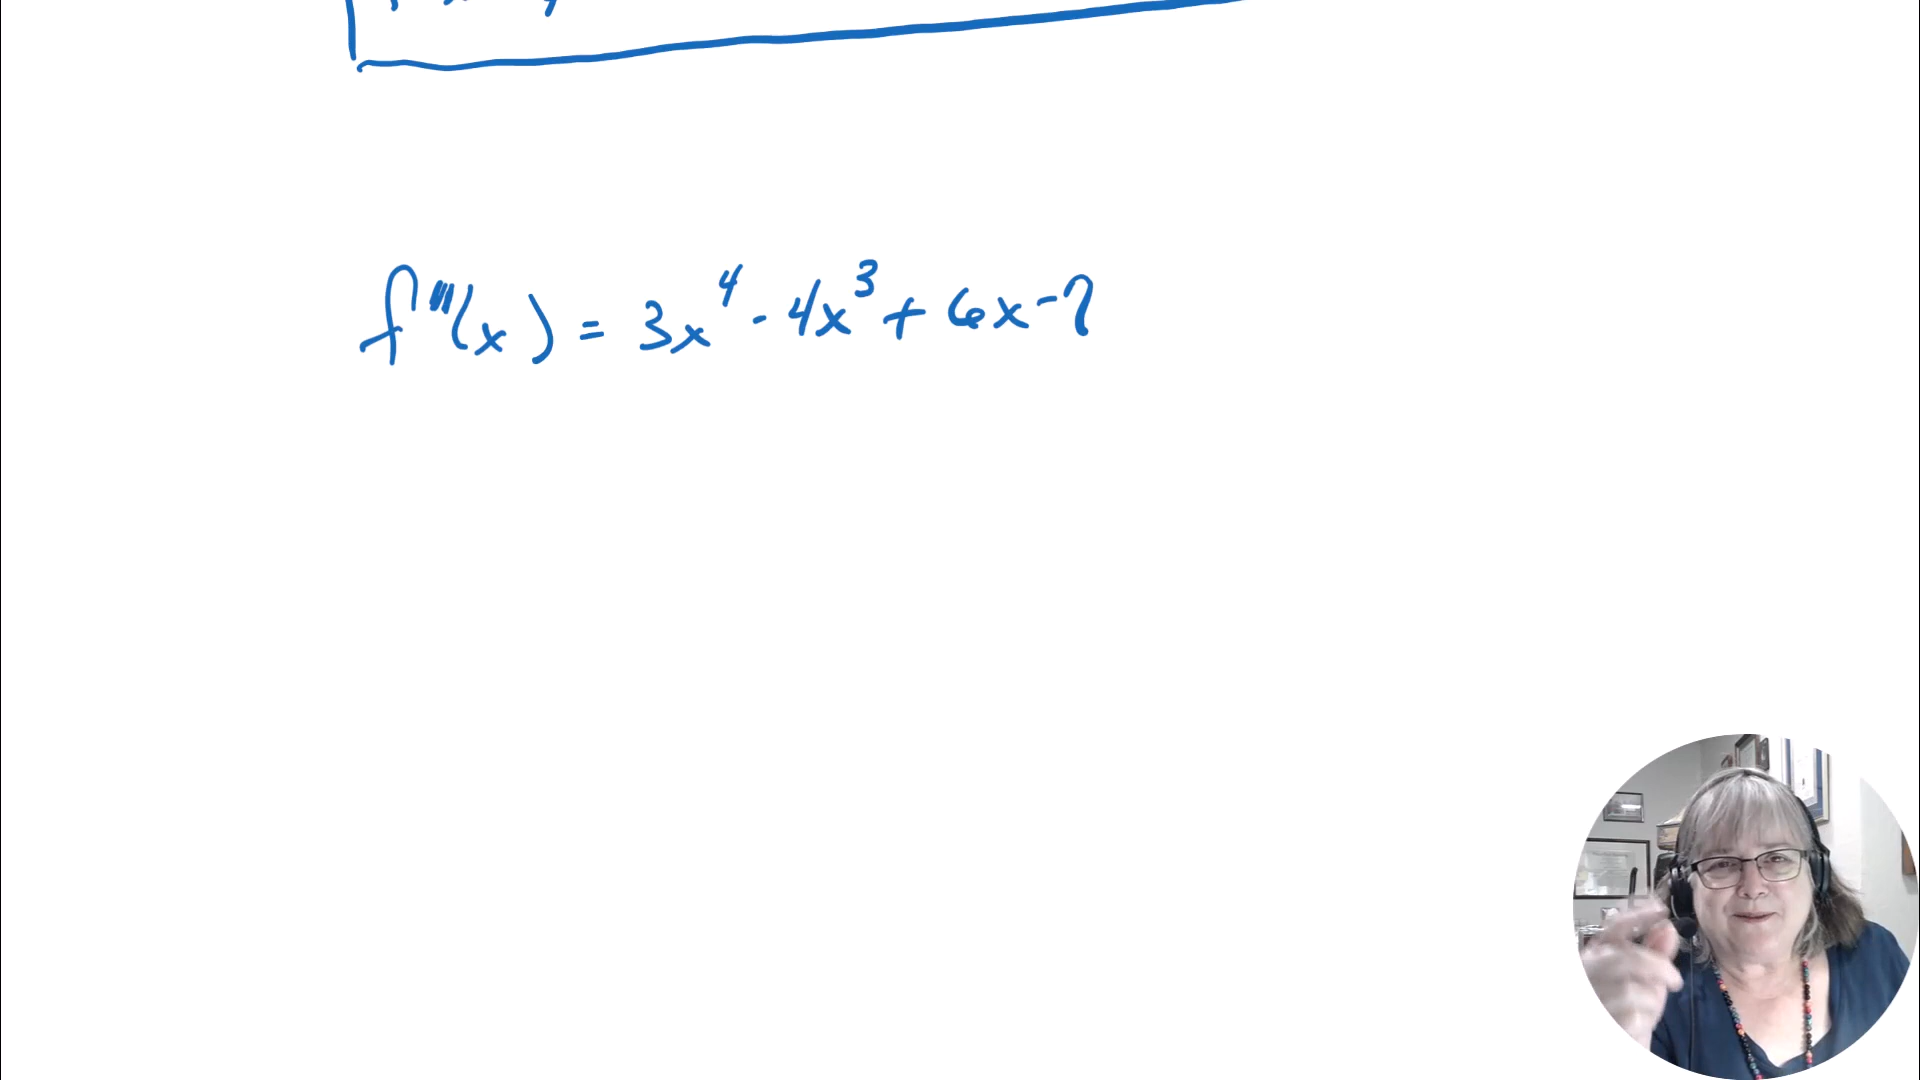 f'''(x) = 3x⁴ - 4x³ + 6x - 7